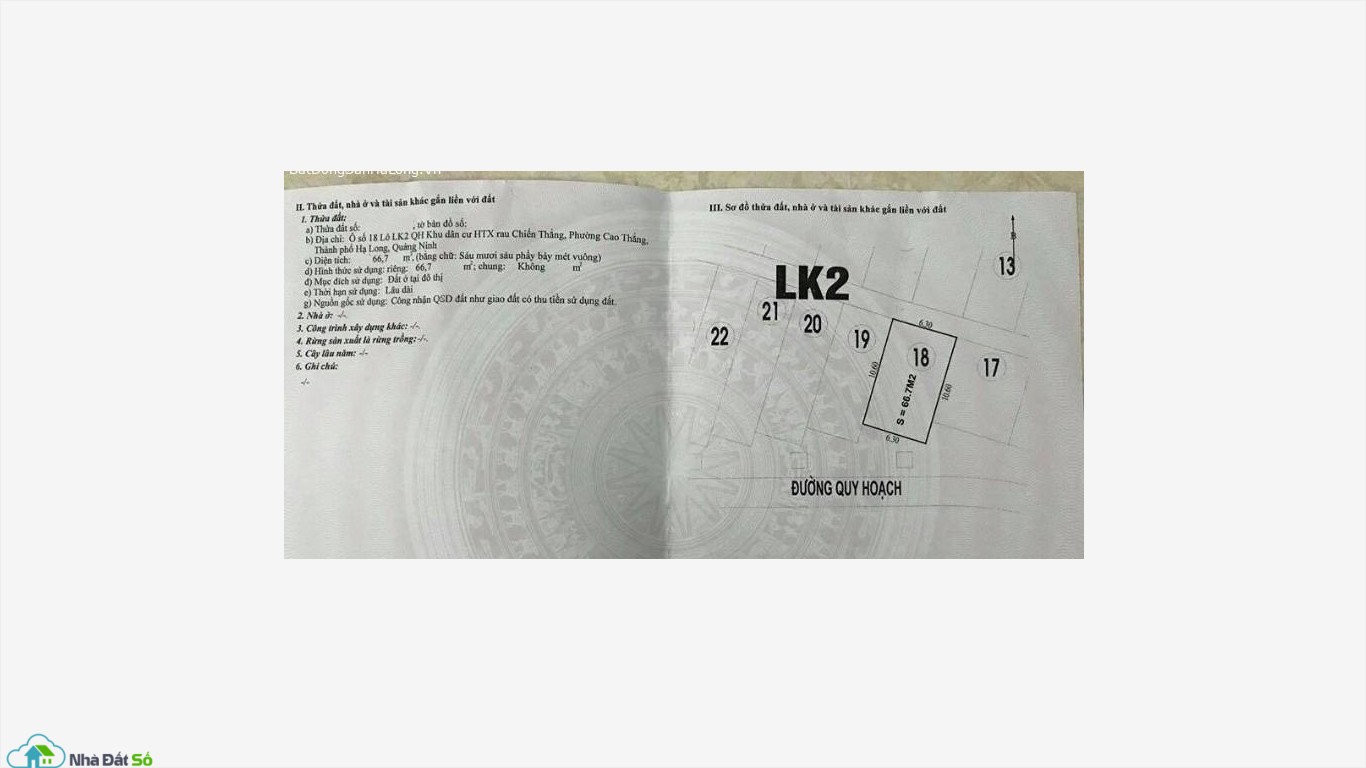 BatDongSanHaLong.vn
II. Thửa đất, nhà ở và tài sản khác gắn liền với đất
1. Thửa đất:
a) Thửa đất số: , tờ bản đồ số:
b) Địa chỉ: Ô số 18 Lô LK2 QH Khu dân cư HTX rau Chiến Thắng, Phường Cao Thắng,
Thành phố Hạ Long, Quảng Ninh
c) Diện tích: 66,7 m², (bằng chữ: Sáu mươi sáu phẩy bảy mét vuông)
d) Hình thức sử dụng: riêng: 66,7 m²; chung: Không m²
đ) Mục đích sử dụng: Đất ở tại đô thị
e) Thời hạn sử dụng: Lâu dài
g) Nguồn gốc sử dụng: Công nhận QSD đất như giao đất có thu tiền sử dụng đất.
2. Nhà ở: -/-.
3. Công trình xây dựng khác: -/-.
4. Rừng sản xuất là rừng trồng: -/-.
5. Cây lâu năm: -/-
6. Ghi chú:
-/-
III. Sơ đồ thửa đất, nhà ở và tài sản khác gắn liền với đất
B
13
LK2
21
20
22
19
6.30
18
17
10.60
10.60
S = 66.7M2
6.30
ĐƯỜNG QUY HOẠCH
Nhà Đất Số